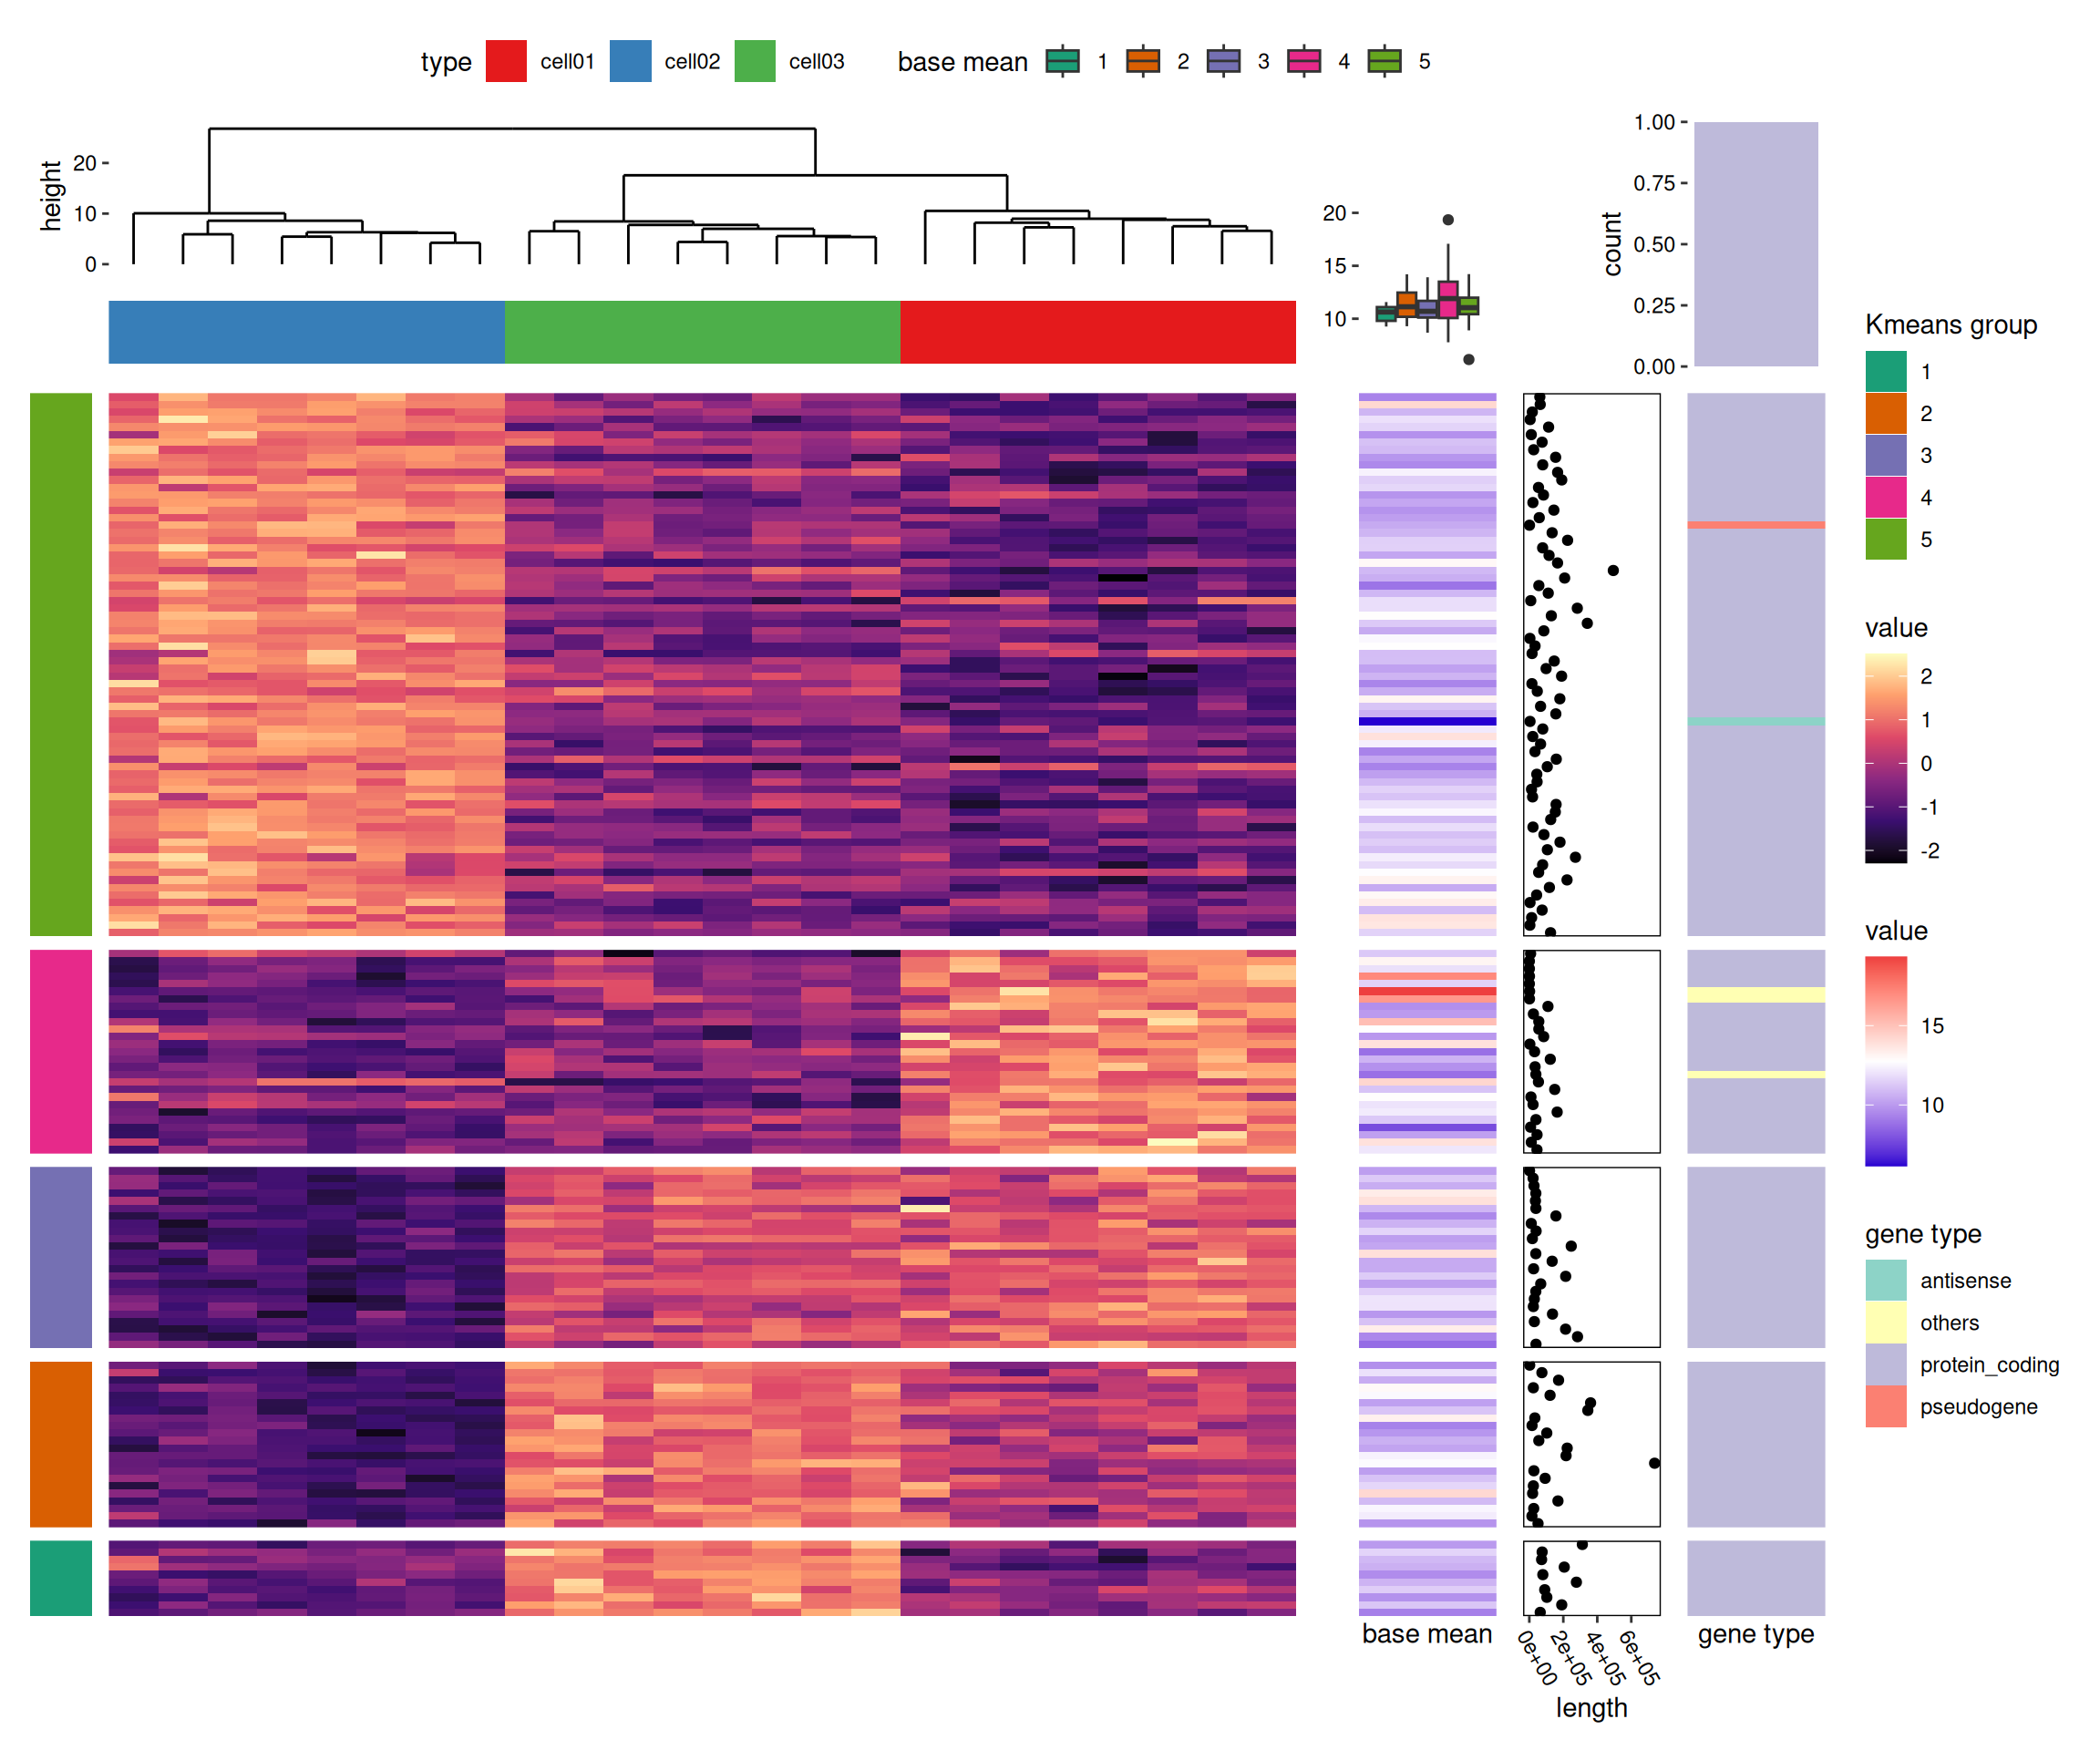 type cell01 cell02 cell03 base mean 1 2 3 4 5
height
20
10
0
20
15
10
count
1.00
0.75
0.50
0.25
0.00
Kmeans group
1
2
3
4
5
value
2
1
0
-1
-2
value
15
10
gene type
antisense
others
protein_coding
pseudogene
base mean
0e+00 2e+05 4e+05 6e+05
length
gene type